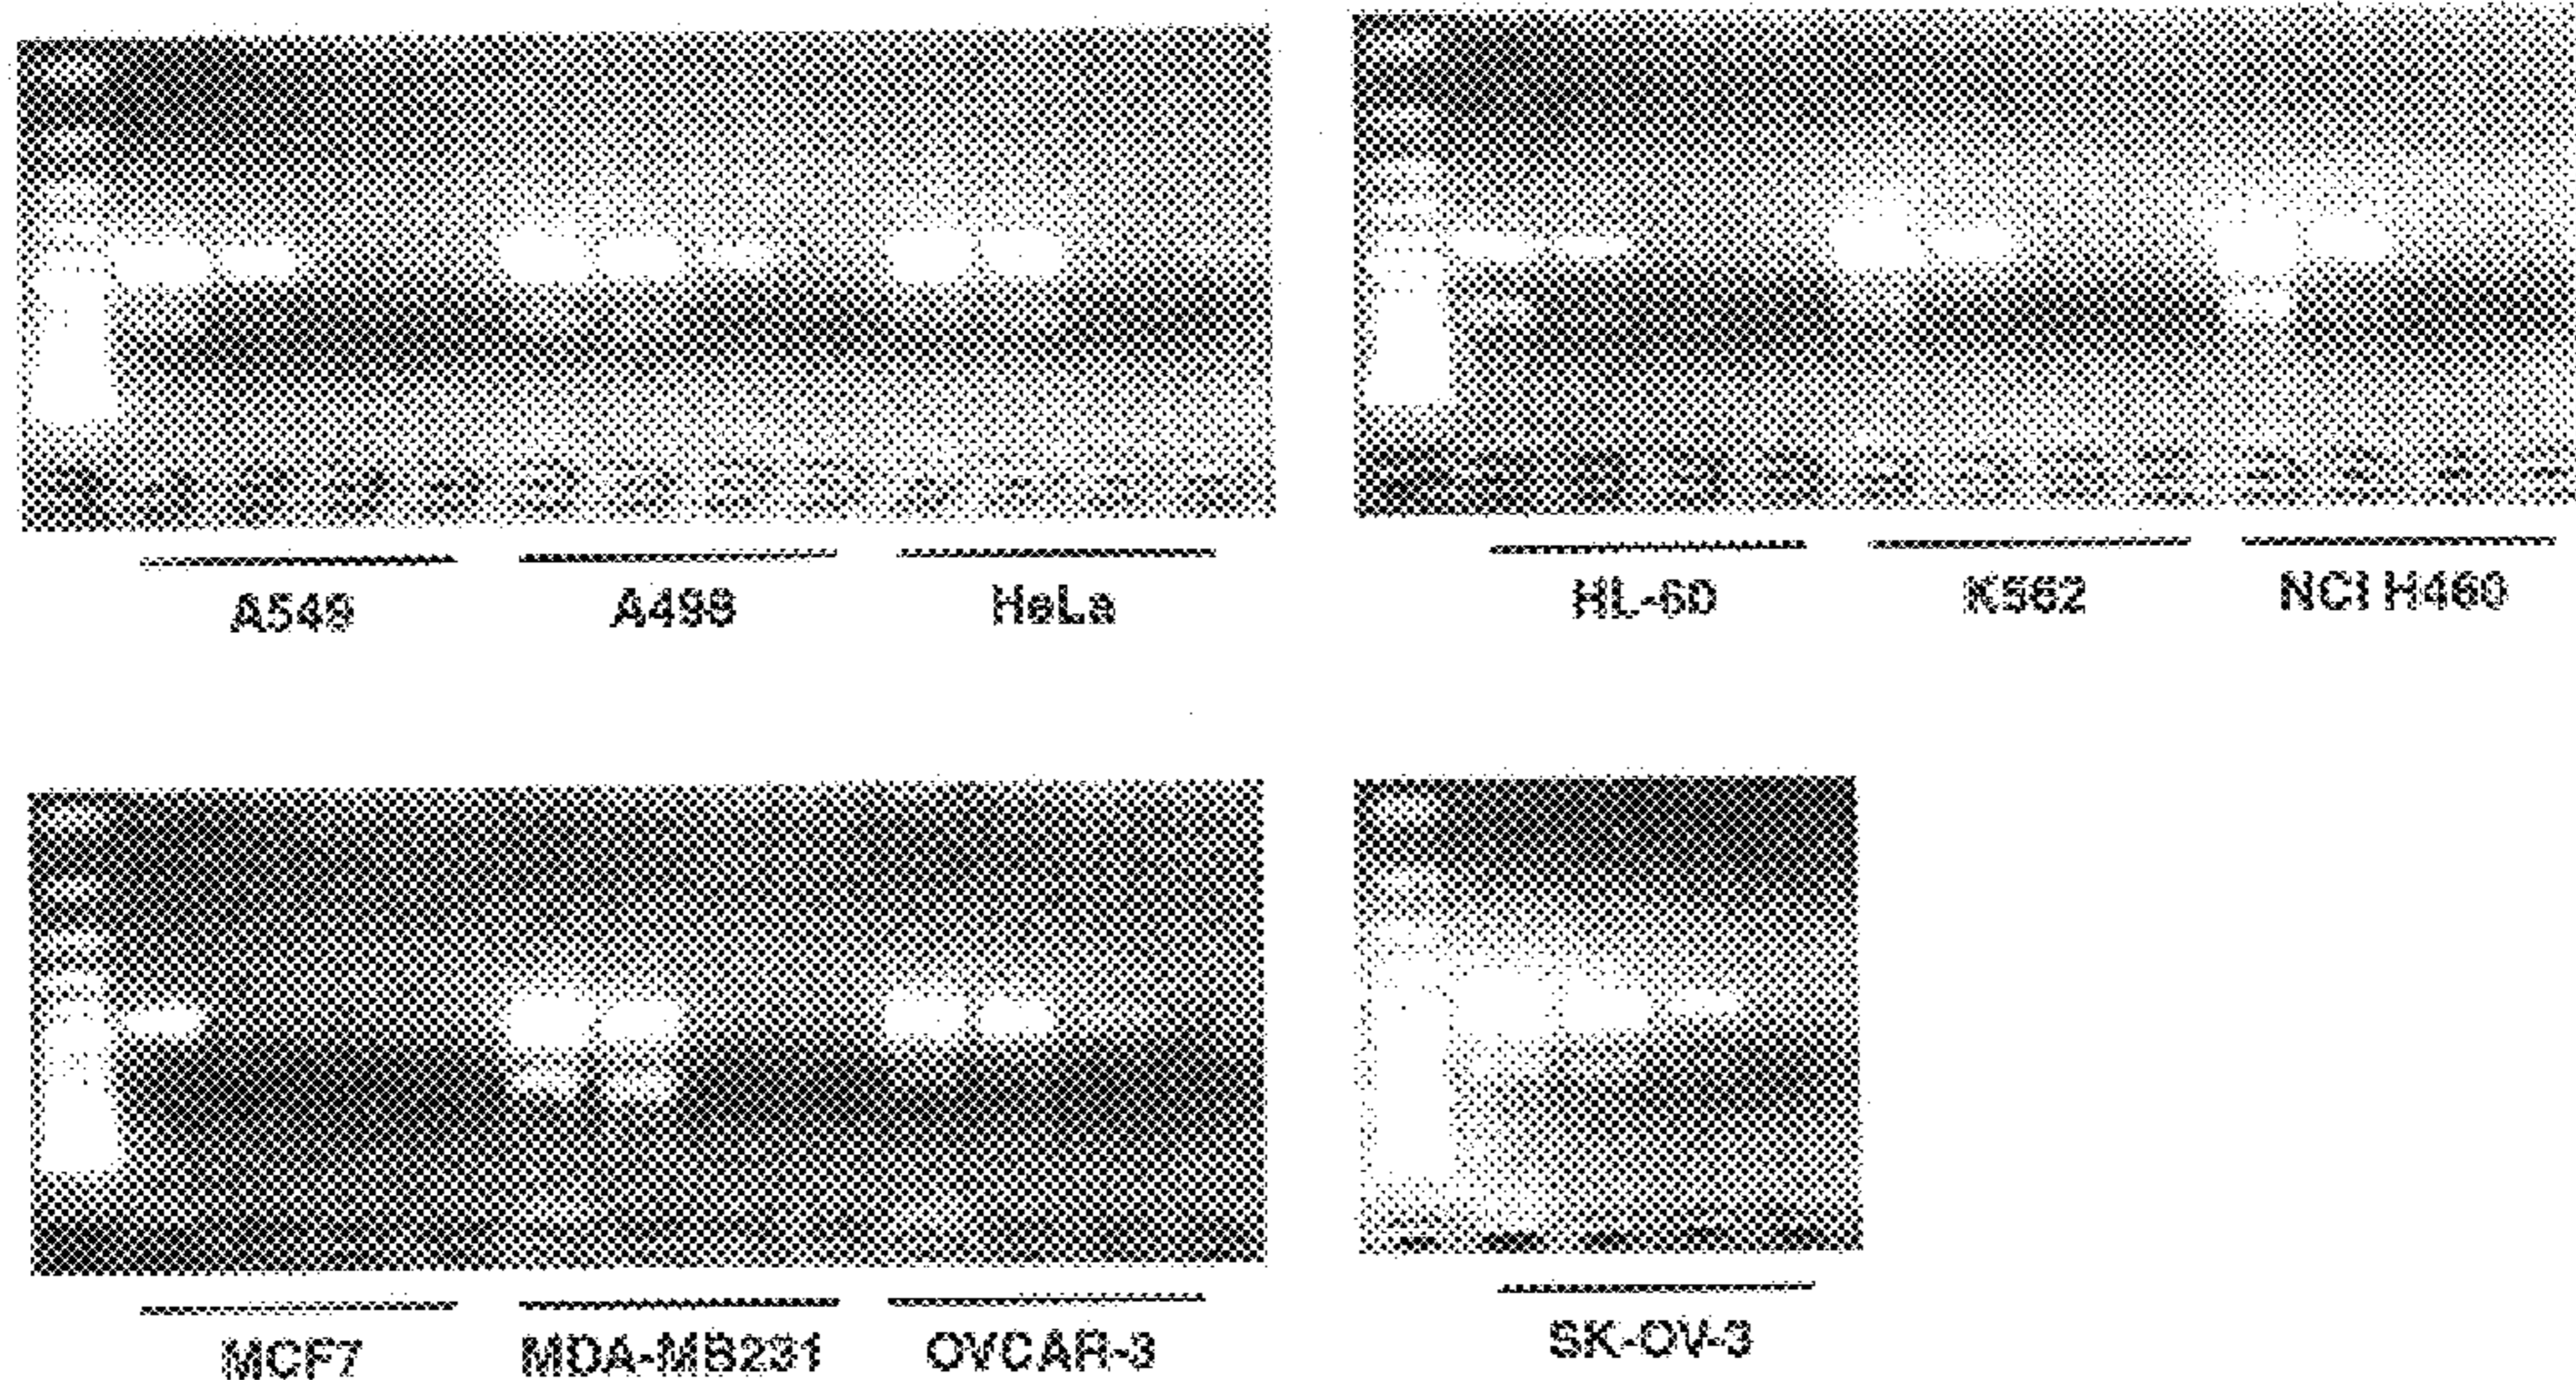 A549
A498
HeLa
HL-60
K562
NCI H460
MCF7
MDA-MB231
OVCAR-3
SK-OV-3